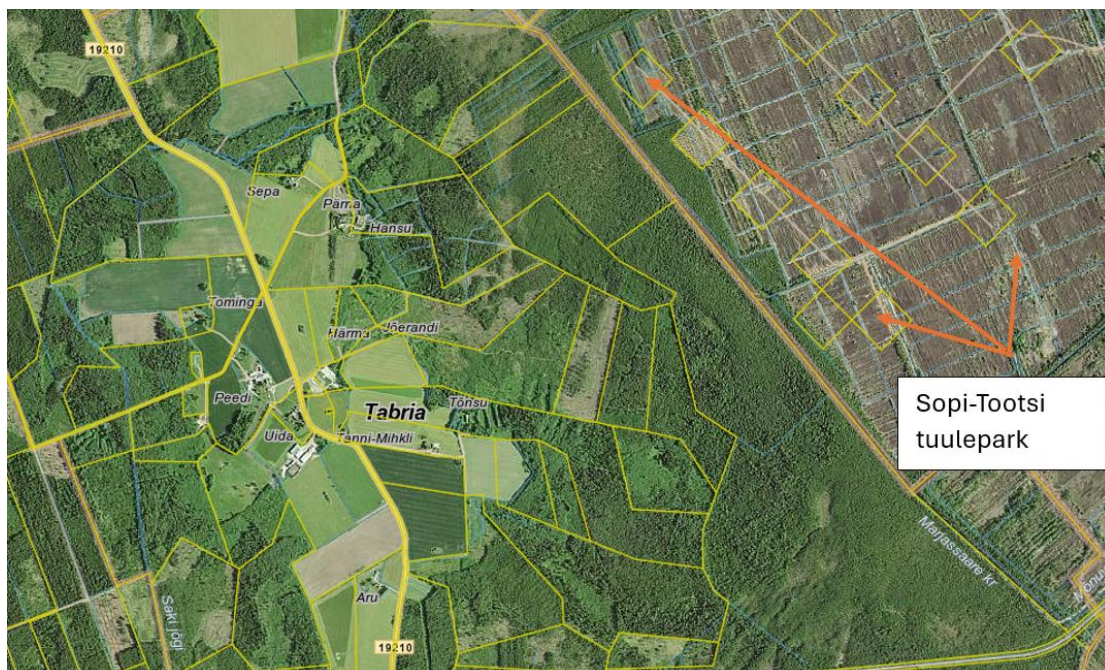 19210
Sepa
Pärna
Hansu
Tominga
Härma
Jõerandi
Peedi
Tabria
Tõnsu
Uida
Tanni-Mihkli
Sopi-Tootsi
tuulepark
Marjassaare kr
Aru
Saki jõgi
19210